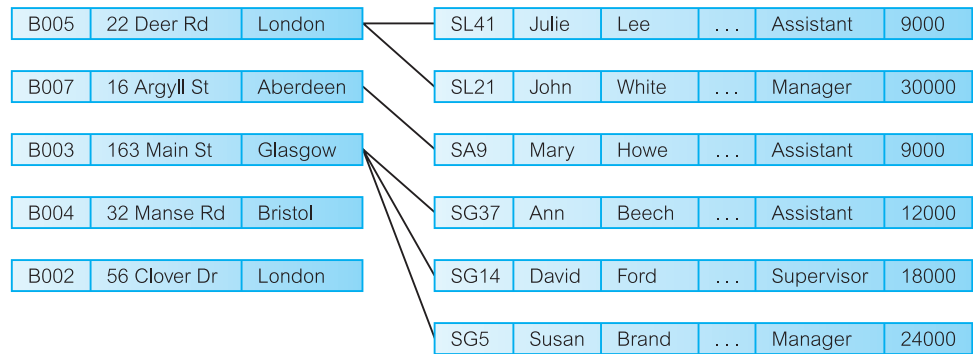 B005 22 Deer Rd London SL41 Julie Lee ... Assistant 9000
B007 16 Argyll St Aberdeen SL21 John White ... Manager 30000
B003 163 Main St Glasgow SA9 Mary Howe ... Assistant 9000
B004 32 Manse Rd Bristol SG37 Ann Beech ... Assistant 12000
B002 56 Clover Dr London SG14 David Ford ... Supervisor 18000
SG5 Susan Brand ... Manager 24000